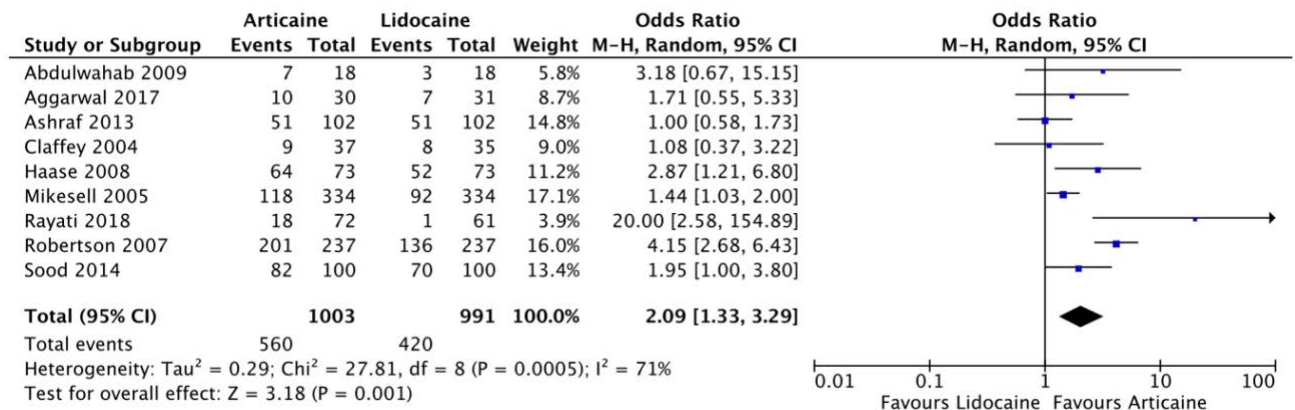 Articaine Lidocaine Odds Ratio Odds Ratio
Study or Subgroup Events Total Events Total Weight M-H, Random, 95% CI M-H, Random, 95% CI
Abdulwahab 2009 7 18 3 18 5.8% 3.18 [0.67, 15.15]
Aggarwal 2017 10 30 7 31 8.7% 1.71 [0.55, 5.33]
Ashraf 2013 51 102 51 102 14.8% 1.00 [0.58, 1.73]
Claffey 2004 9 37 8 35 9.0% 1.08 [0.37, 3.22]
Haase 2008 64 73 52 73 11.2% 2.87 [1.21, 6.80]
Mikesell 2005 118 334 92 334 17.1% 1.44 [1.03, 2.00]
Rayati 2018 18 72 1 61 3.9% 20.00 [2.58, 154.89]
Robertson 2007 201 237 136 237 16.0% 4.15 [2.68, 6.43]
Sood 2014 82 100 70 100 13.4% 1.95 [1.00, 3.80]
Total (95% CI) 1003 991 100.0% 2.09 [1.33, 3.29]
Total events 560 420
Heterogeneity: Tau² = 0.29; Chi² = 27.81, df = 8 (P = 0.0005); I² = 71%
Test for overall effect: Z = 3.18 (P = 0.001)
0.01 0.1 1 10 100
Favours Lidocaine Favours Articaine